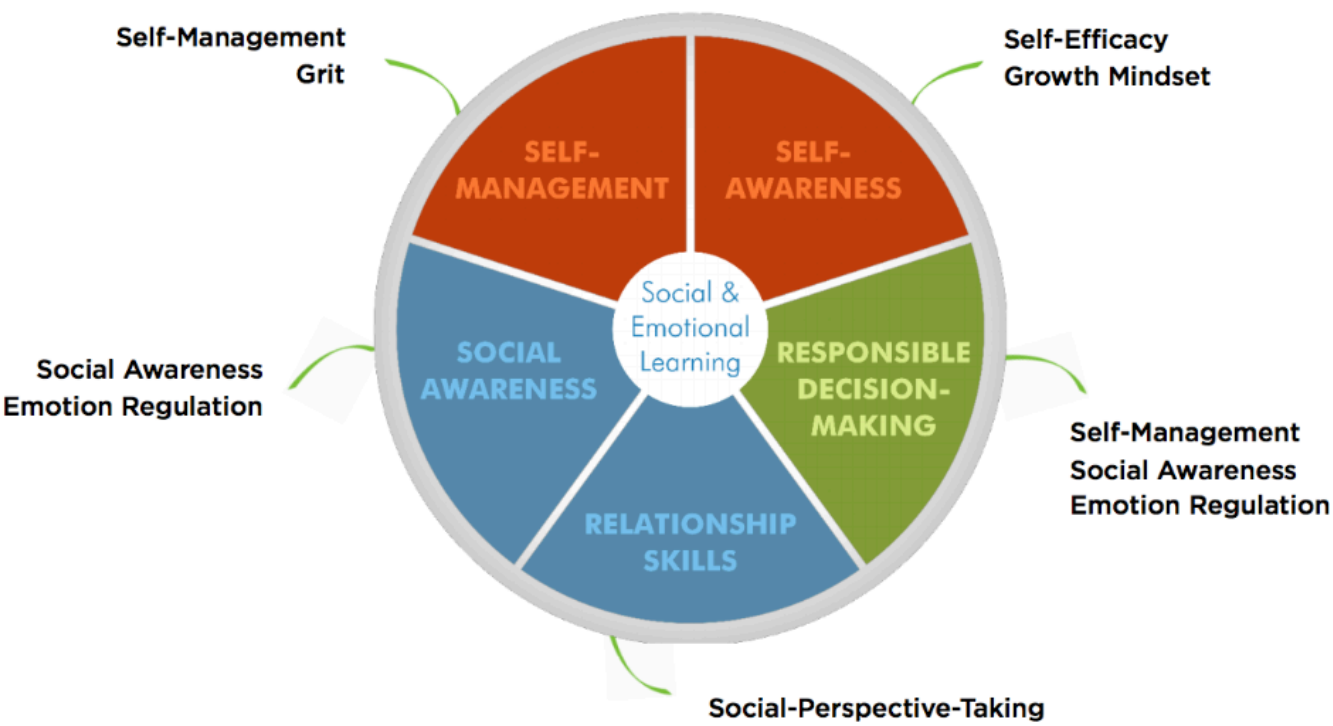 Self-Management
Grit
Self-Efficacy
Growth Mindset
SELF-
MANAGEMENT
SELF-
AWARENESS
Social &
Emotional
Learning
SOCIAL
AWARENESS
RESPONSIBLE
DECISION-
MAKING
Social Awareness
Emotion Regulation
Self-Management
Social Awareness
Emotion Regulation
RELATIONSHIP
SKILLS
Social-Perspective-Taking